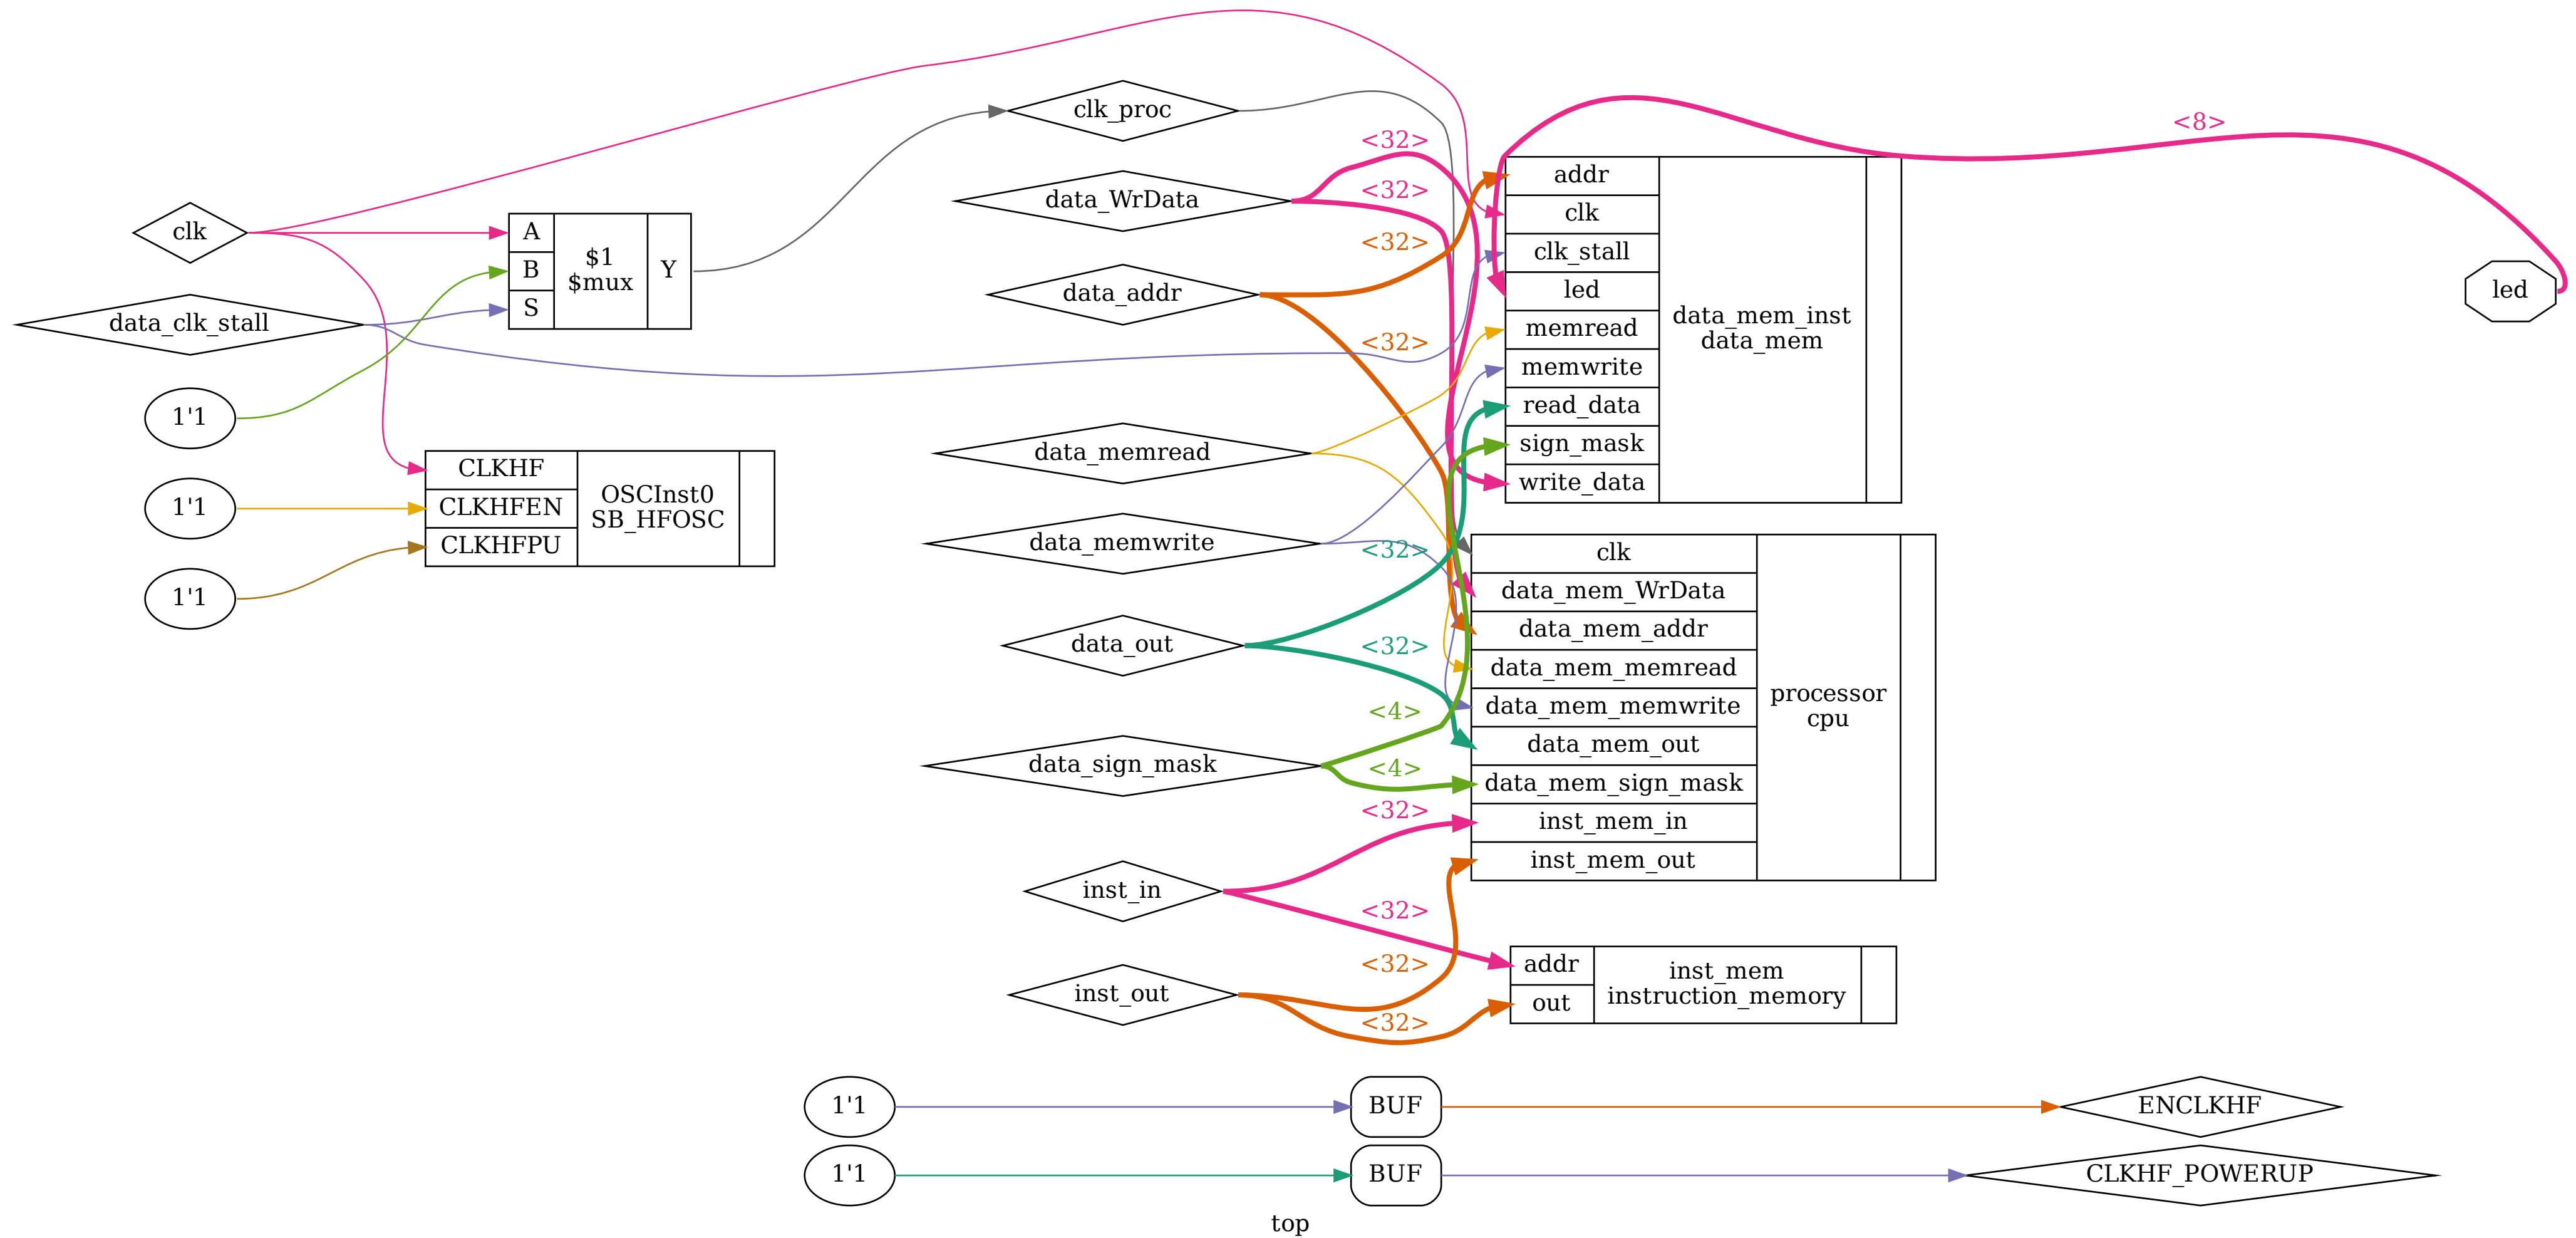 clk
data_clk_stall
1'1
1'1
1'1
A
B
S
$1
$mux
Y
CLKHF
CLKHFEN
CLKHFPU
OSCInst0
SB_HFOSC
clk_proc
data_WrData
data_addr
data_memread
data_memwrite
data_out
data_sign_mask
inst_in
inst_out
<32>
<32>
<32>
<32>
<32>
<32>
<4>
<4>
<32>
<32>
<32>
<32>
addr
clk
clk_stall
led
memread
memwrite
read_data
sign_mask
write_data
data_mem_inst
data_mem
clk
data_mem_WrData
data_mem_addr
data_mem_memread
data_mem_memwrite
data_mem_out
data_mem_sign_mask
inst_mem_in
inst_mem_out
processor
cpu
addr
out
inst_mem
instruction_memory
<8>
led
1'1
BUF
ENCLKHF
1'1
BUF
CLKHF_POWERUP
top